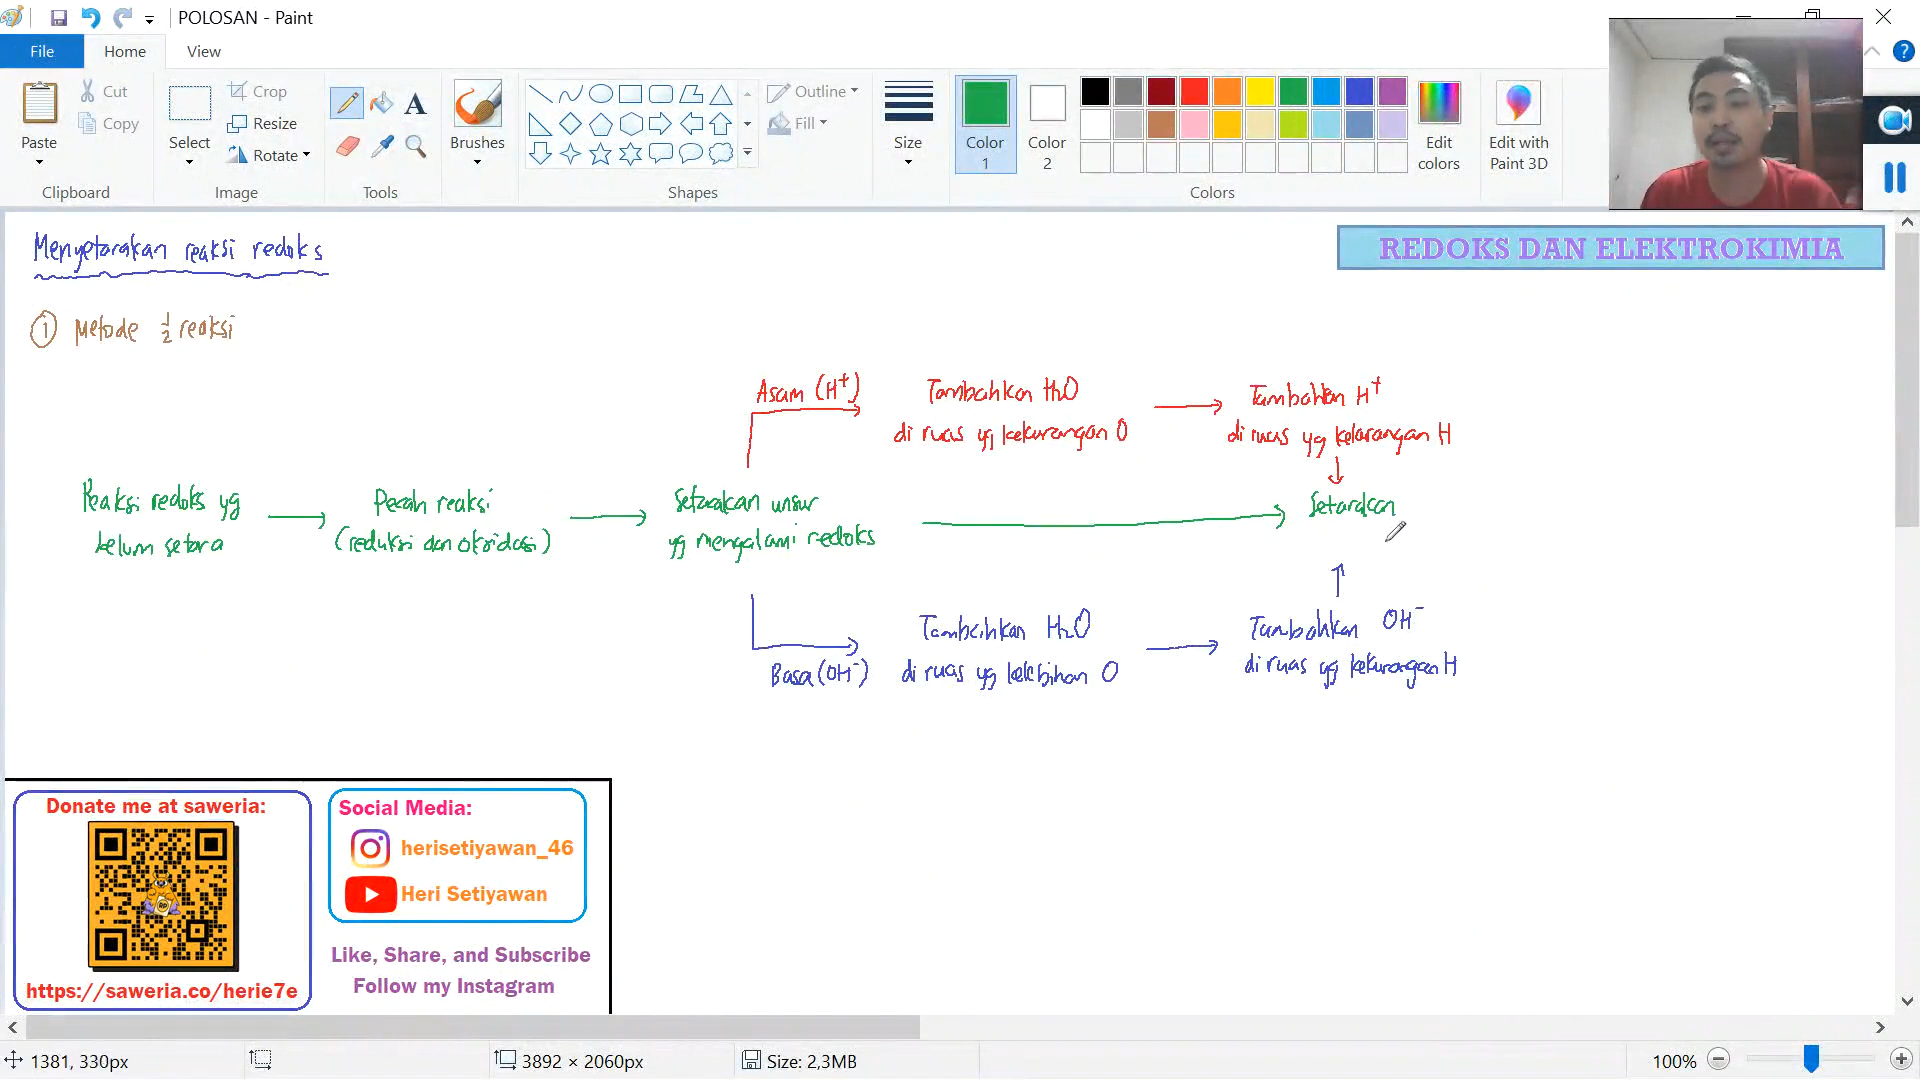 POLOSAN - Paint
File
Home
View
Paste
Cut
Copy
Clipboard
Select
Crop
Resize
Rotate
Image
A
Tools
Brushes
Shapes
Outline
Fill
Size
Color 1
Color 2
Colors
Edit colors
Edit with Paint 3D
?
Menyetarakan reaksi redoks
REDOKS DAN ELEKTROKIMIA
① Metode ½ reaksi
Asam (H⁺)
Tambahkan H₂O
di ruas yg kekurangan O
Tambahkan H⁺
di ruas yg kekurangan H
Reaksi redoks yg
belum setara
Pecah reaksi
(reduksi dan oksidasi)
Setarakan unsur
yg mengalami redoks
Setarakan
Basa (OH⁻)
Tambahkan H₂O
di ruas yg kelebihan O
Tambahkan OH⁻
di ruas yg kekurangan H
Donate me at saweria:
https://saweria.co/herie7e
Social Media:
herisetiyawan_46
Heri Setiyawan
Like, Share, and Subscribe
Follow my Instagram
1381, 330px
3892 × 2060px
Size: 2,3MB
100%